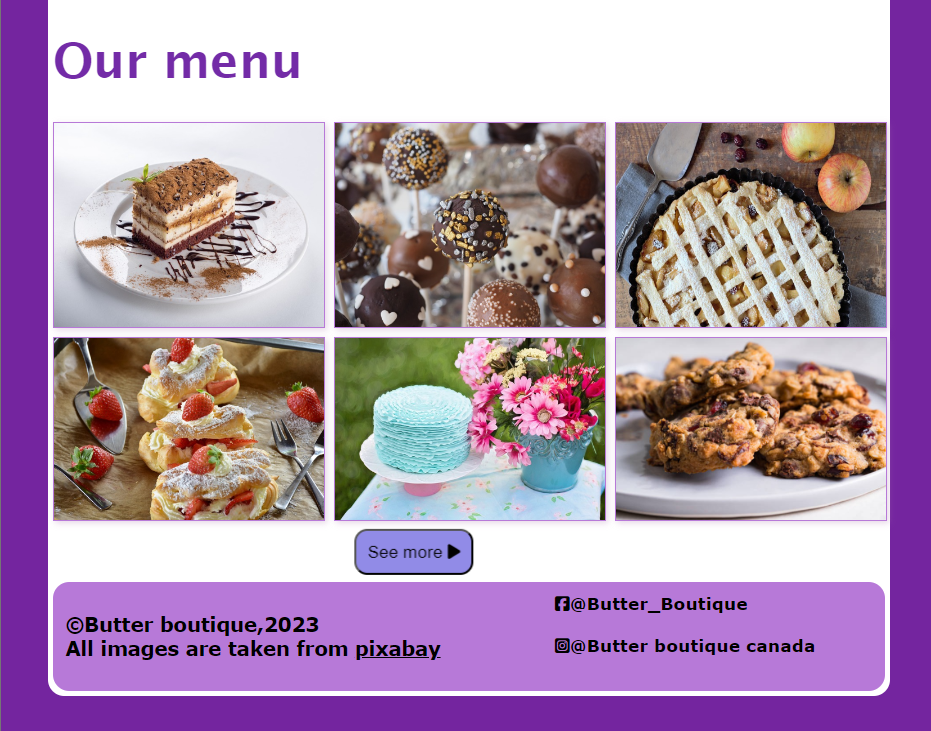 Our menu
See more
©Butter boutique,2023
All images are taken from pixabay
@Butter_Boutique
@Butter boutique canada